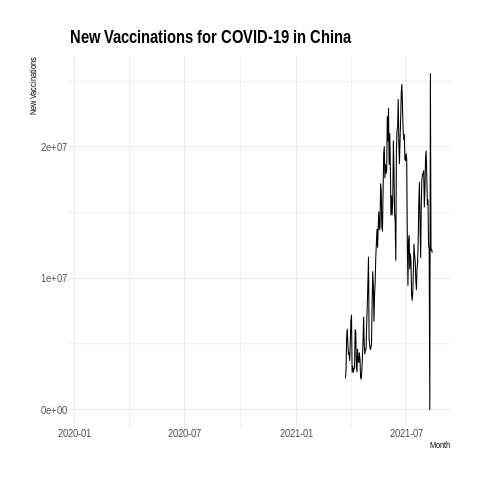 New Vaccinations for COVID-19 in China
New Vaccinations
2e+07
1e+07
0e+00
2020-01
2020-07
2021-01
2021-07
Month